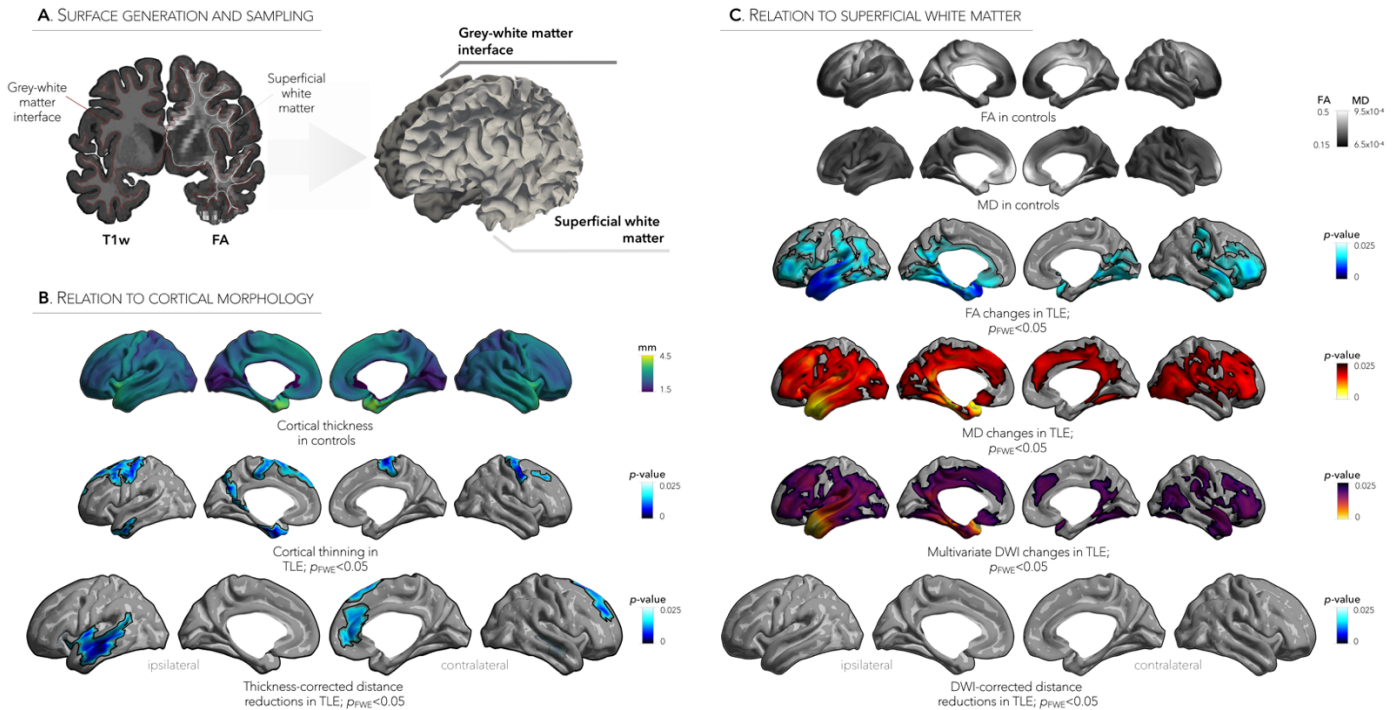 A. SURFACE GENERATION AND SAMPLING
Grey-white
matter
interface
Superficial
white
matter
T1w
FA
Grey-white matter
interface
Superficial white
matter
B. RELATION TO CORTICAL MORPHOLOGY
mm
4.5
1.5
Cortical thickness
in controls
p-value
0.025
0
Cortical thinning in
TLE; pFWE<0.05
p-value
0.025
0
ipsilateral
contralateral
Thickness-corrected distance
reductions in TLE; pFWE<0.05
C. RELATION TO SUPERFICIAL WHITE MATTER
FA MD
0.5 9.5x10-4
0.15 6.5x10-4
FA in controls
MD in controls
p-value
0.025
0
FA changes in TLE;
pFWE<0.05
p-value
0.025
0
MD changes in TLE;
pFWE<0.05
p-value
0.025
0
Multivariate DWI changes in TLE;
pFWE<0.05
p-value
0.025
0
ipsilateral
contralateral
DWI-corrected distance
reductions in TLE; pFWE<0.05